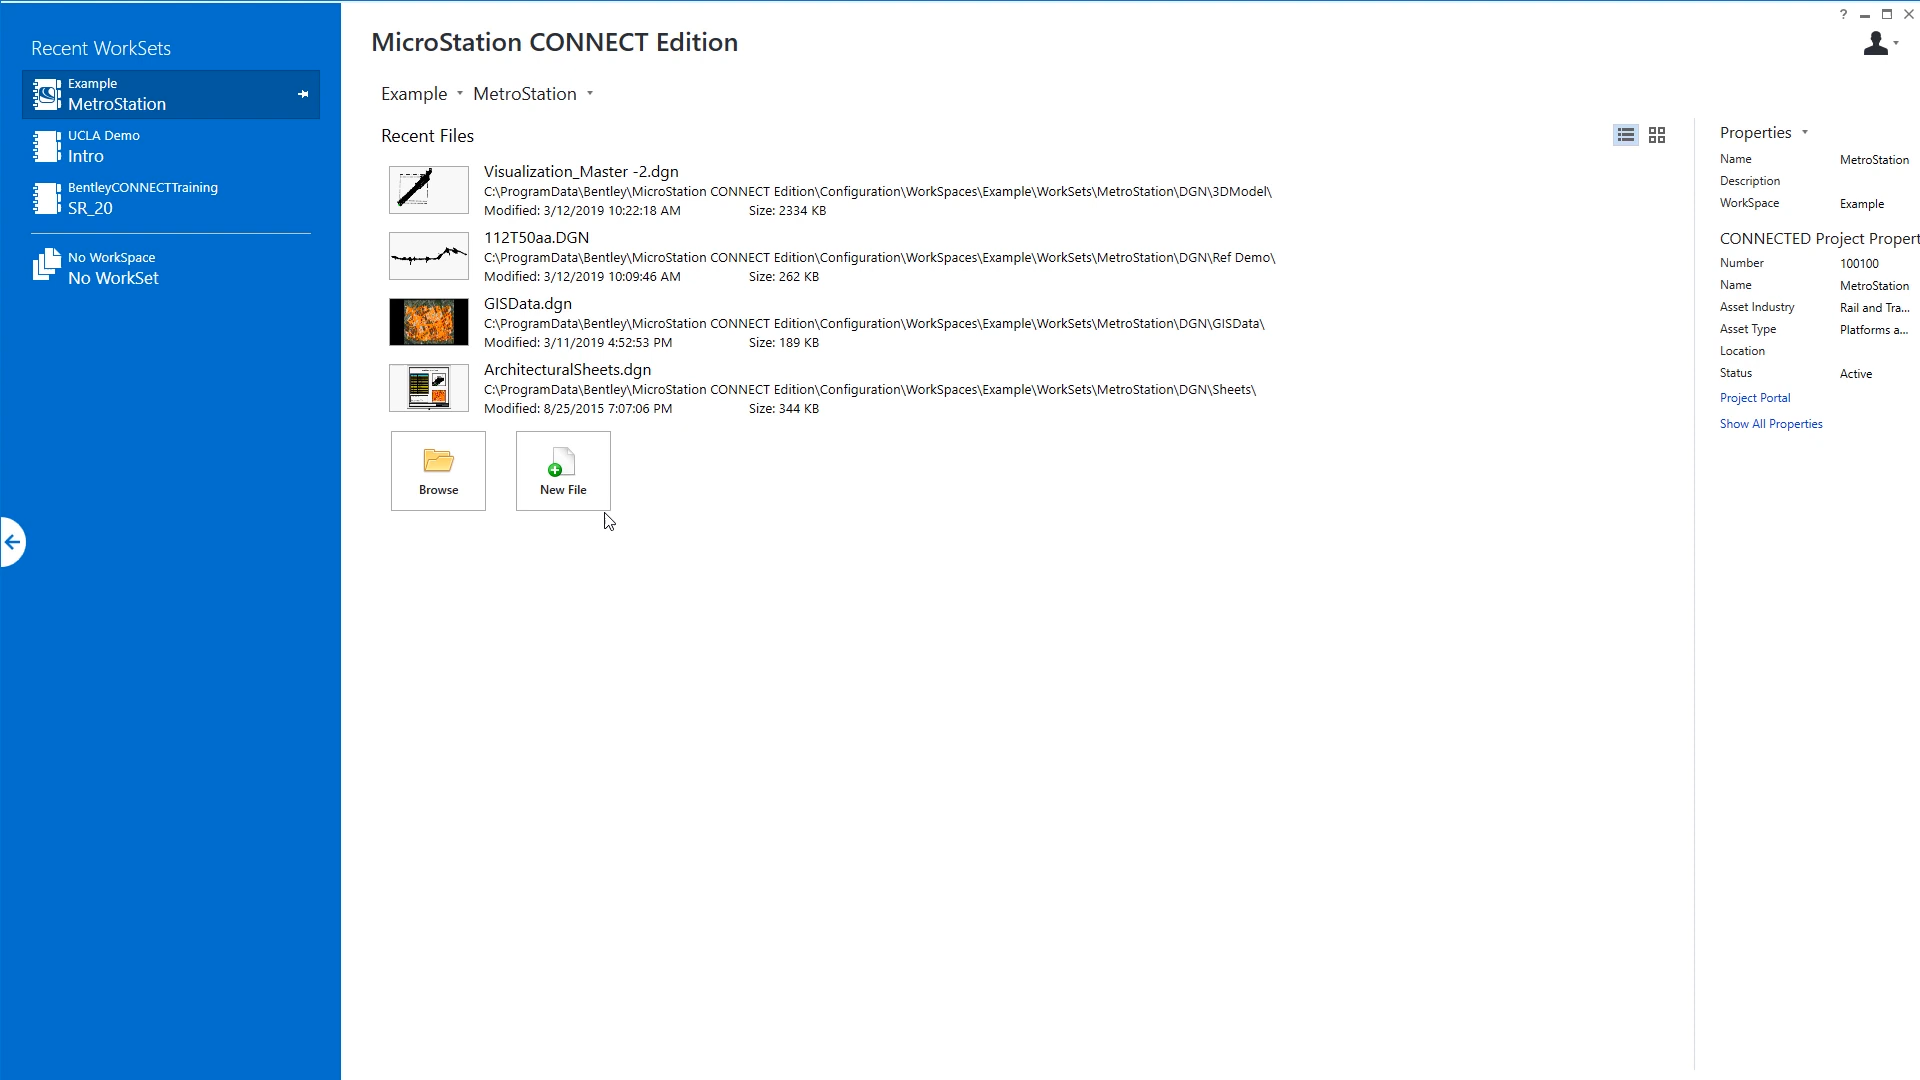 ?
Recent WorkSets
Example
MetroStation
UCLA Demo
Intro
BentleyCONNECTTraining
SR_20
No WorkSpace
No WorkSet
MicroStation CONNECT Edition
Example MetroStation
Recent Files
Visualization_Master -2.dgn
C:\ProgramData\Bentley\MicroStation CONNECT Edition\Configuration\WorkSpaces\Example\WorkSets\MetroStation\DGN\3DModel\
Modified: 3/12/2019 10:22:18 AM Size: 2334 KB
112T50aa.DGN
C:\ProgramData\Bentley\MicroStation CONNECT Edition\Configuration\WorkSpaces\Example\WorkSets\MetroStation\DGN\Ref Demo\
Modified: 3/12/2019 10:09:46 AM Size: 262 KB
GISData.dgn
C:\ProgramData\Bentley\MicroStation CONNECT Edition\Configuration\WorkSpaces\Example\WorkSets\MetroStation\DGN\GISData\
Modified: 3/11/2019 4:52:53 PM Size: 189 KB
ArchitecturalSheets.dgn
C:\ProgramData\Bentley\MicroStation CONNECT Edition\Configuration\WorkSpaces\Example\WorkSets\MetroStation\DGN\Sheets\
Modified: 8/25/2015 7:07:06 PM Size: 344 KB
Browse
New File
Properties
Name MetroStation
Description
WorkSpace Example
CONNECTED Project Propert
Number 100100
Name MetroStation
Asset Industry Rail and Tra...
Asset Type Platforms a...
Location
Status Active
Project Portal
Show All Properties